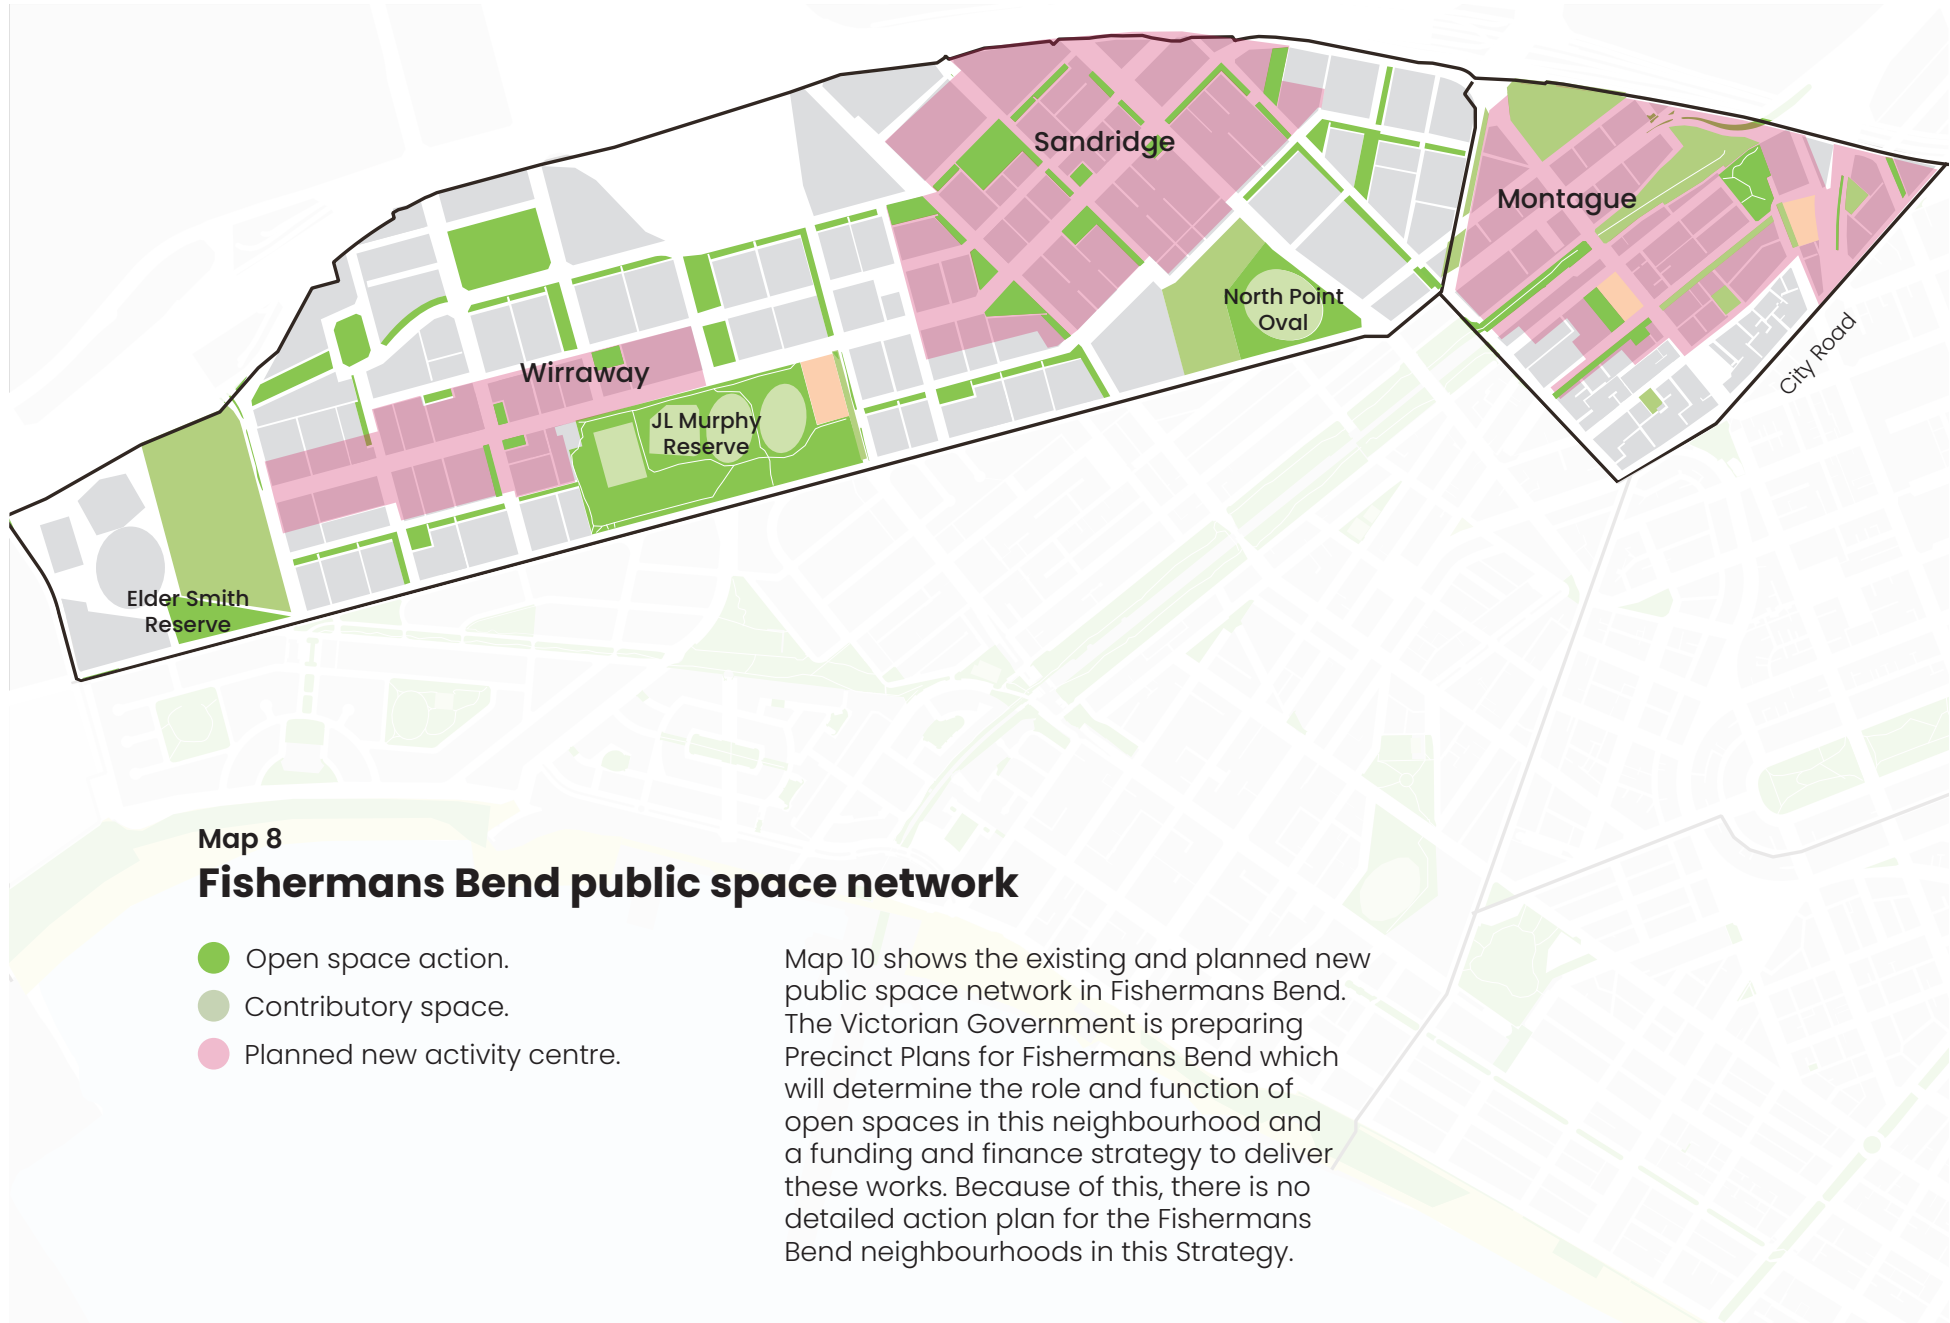 Sandridge
Montague
North Point
Oval
City Road
Wirraway
JL Murphy
Reserve
Elder Smith
Reserve
Map 8
Fishermans Bend public space network
Open space action.
Contributory space.
Planned new activity centre.
Map 10 shows the existing and planned new
public space network in Fishermans Bend.
The Victorian Government is preparing
Precinct Plans for Fishermans Bend which
will determine the role and function of
open spaces in this neighbourhood and
a funding and finance strategy to deliver
these works. Because of this, there is no
detailed action plan for the Fishermans
Bend neighbourhoods in this Strategy.